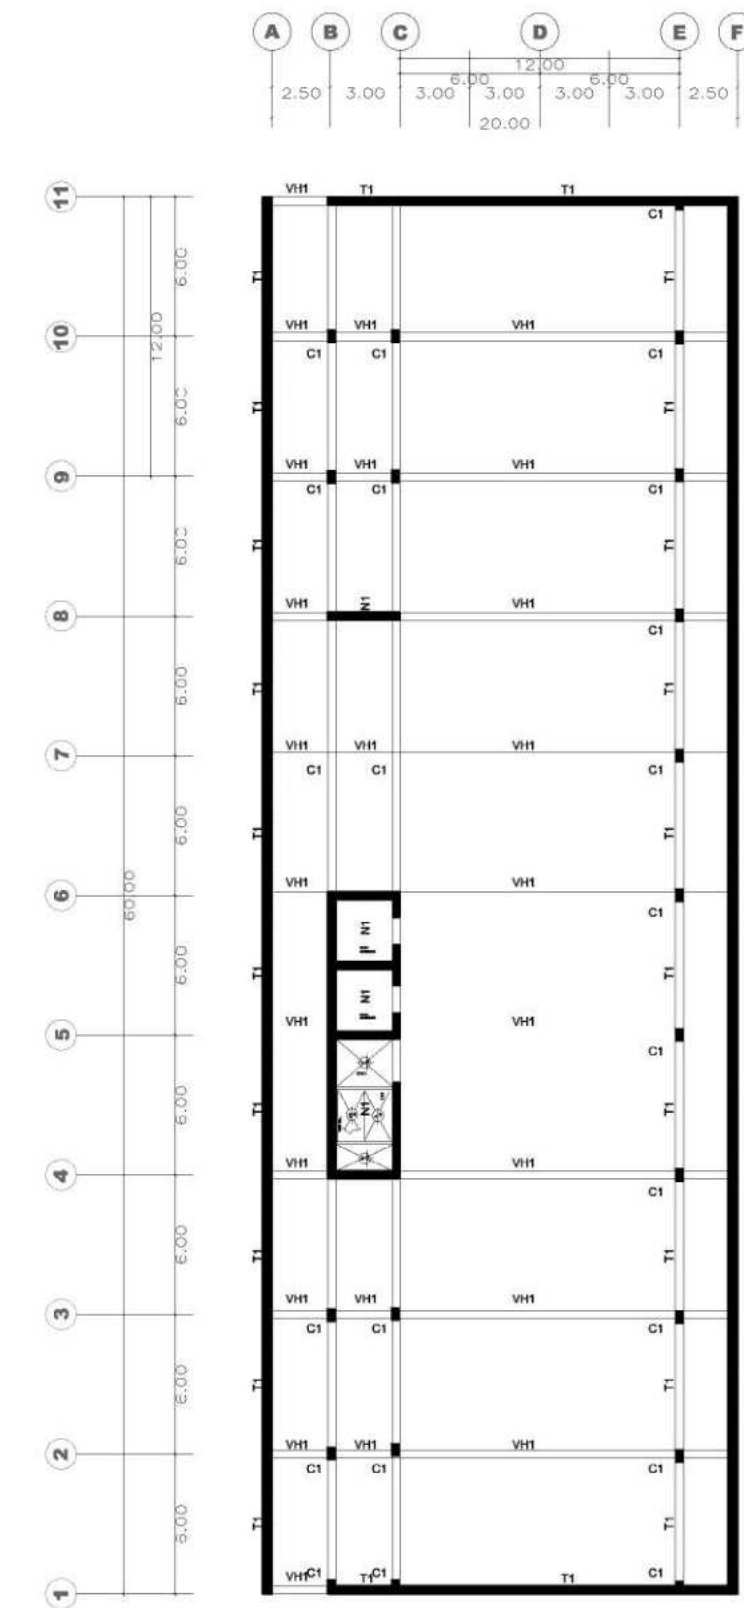 A B C D E F
12.00
6.00 6.00
2.50 3.00 3.00 3.00 3.00 3.00 2.50
20.00
VH1 T1 T1
11
C1
T1 6.00 T1
12.00
VH1 VH1 VH1
10
C1 C1 C1
6.00 T1 T1
VH1 VH1 VH1
9
C1 C1 C1
6.00 T1 T1
VH1 N1 VH1
8
C1
6.00 T1 T1
VH1 VH1 VH1
7
C1 C1 C1
6.00 T1 T1
VH1 VH1
6
60.00
C1
N1
6.00 T1 T1
N1
VH1 VH1
5
C1
6.00 T1 N1 T1
VH1 VH1
4
C1
6.00 T1 T1
VH1 VH1 VH1
3
C1 C1 C1
6.00 T1 T1
VH1 VH1 VH1
2
C1 C1 C1
6.00 T1 T1
VH1 C1 T1 C1 T1 C1
1